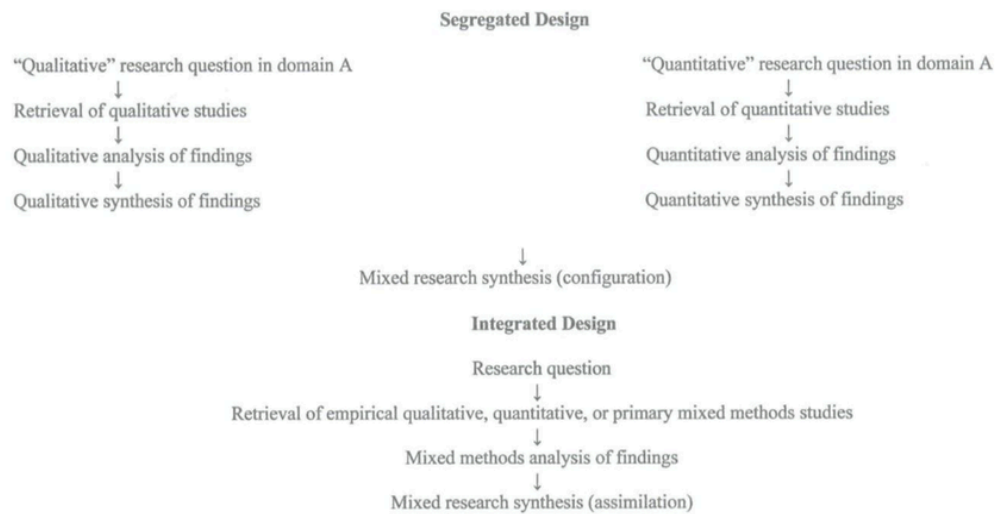 Segregated Design
“Qualitative” research question in domain A
“Quantitative” research question in domain A
↓
↓
Retrieval of qualitative studies
Retrieval of quantitative studies
↓
↓
Qualitative analysis of findings
Quantitative analysis of findings
↓
↓
Qualitative synthesis of findings
Quantitative synthesis of findings
↓
Mixed research synthesis (configuration)
Integrated Design
Research question
↓
Retrieval of empirical qualitative, quantitative, or primary mixed methods studies
↓
Mixed methods analysis of findings
↓
Mixed research synthesis (assimilation)